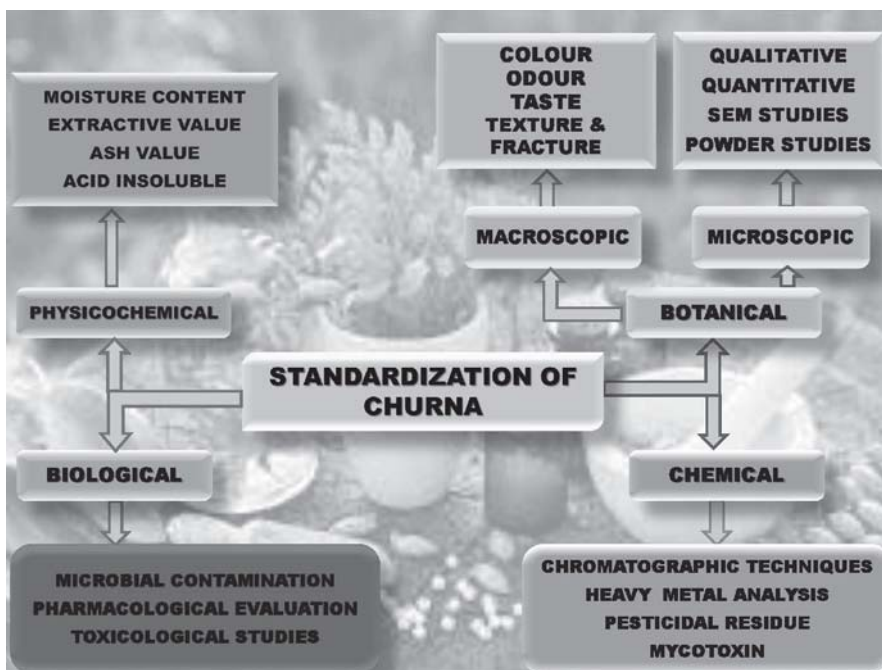 COLOUR
ODOUR
TASTE
TEXTURE &
FRACTURE
QUALITATIVE
QUANTITATIVE
SEM STUDIES
POWDER STUDIES
MOISTURE CONTENT
EXTRACTIVE VALUE
ASH VALUE
ACID INSOLUBLE
MACROSCOPIC
MICROSCOPIC
PHYSICOCHEMICAL
BOTANICAL
STANDARDIZATION OF
CHURNA
BIOLOGICAL
CHEMICAL
MICROBIAL CONTAMINATION
PHARMACOLOGICAL EVALUATION
TOXICOLOGICAL STUDIES
CHROMATOGRAPHIC TECHNIQUES
HEAVY METAL ANALYSIS
PESTICIDAL RESIDUE
MYCOTOXIN